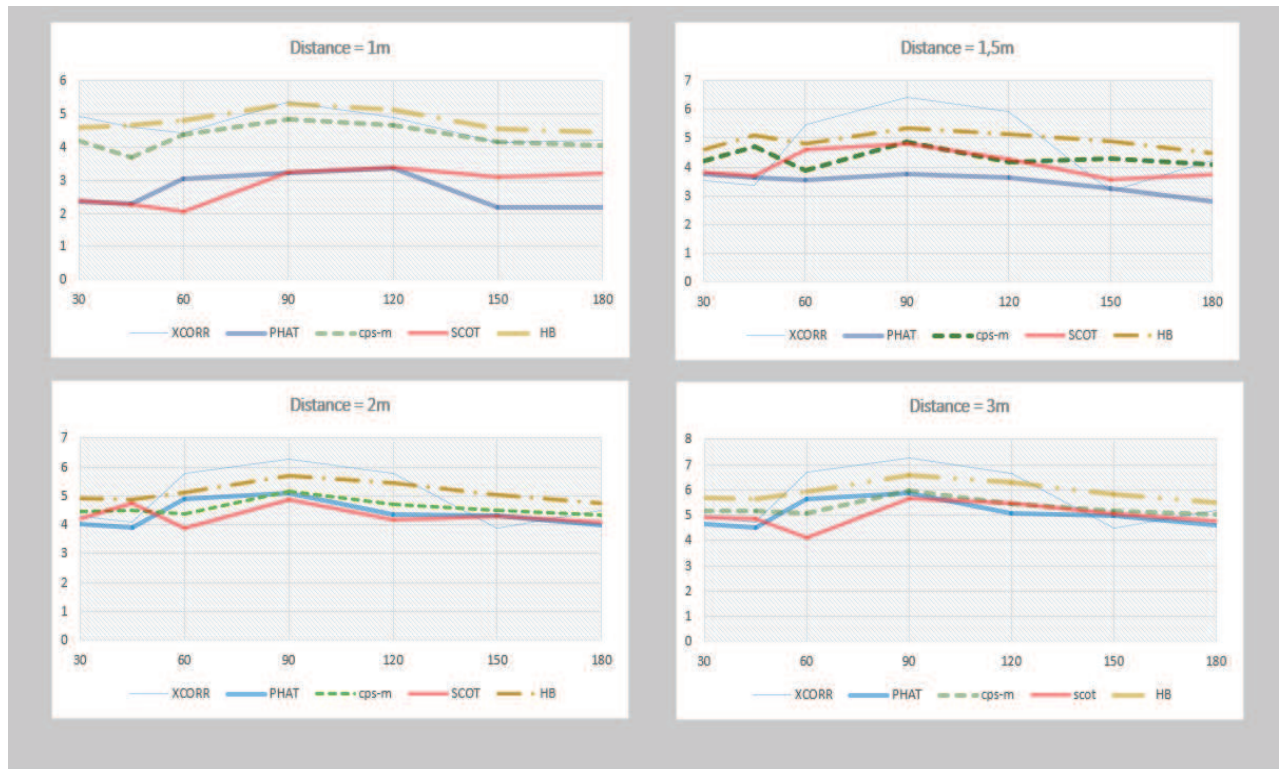 Distance = 1m
6
5
4
3
2
1
0
30 60 90 120 150 180
XCORR PHAT cps-m SCOT HB
Distance = 1,5m
7
6
5
4
3
2
1
0
30 60 90 120 150 180
XCORR PHAT cps-m SCOT HB
Distance = 2m
7
6
5
4
3
2
1
0
30 60 90 120 150 180
XCORR PHAT cps-m SCOT HB
Distance = 3m
8
7
6
5
4
3
2
1
0
30 60 90 120 150 180
XCORR PHAT cps-m scot HB